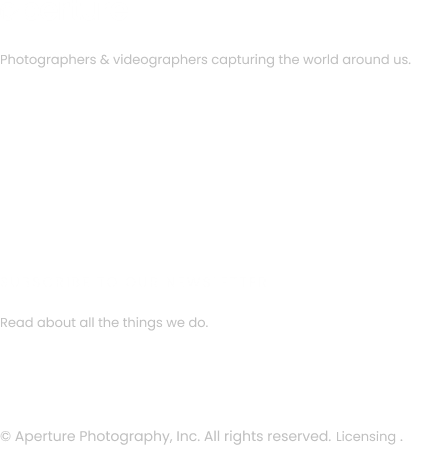 Photographers & videographers capturing the world around us.
Read about all the things we do.
© Aperture Photography, Inc. All rights reserved. Licensing .